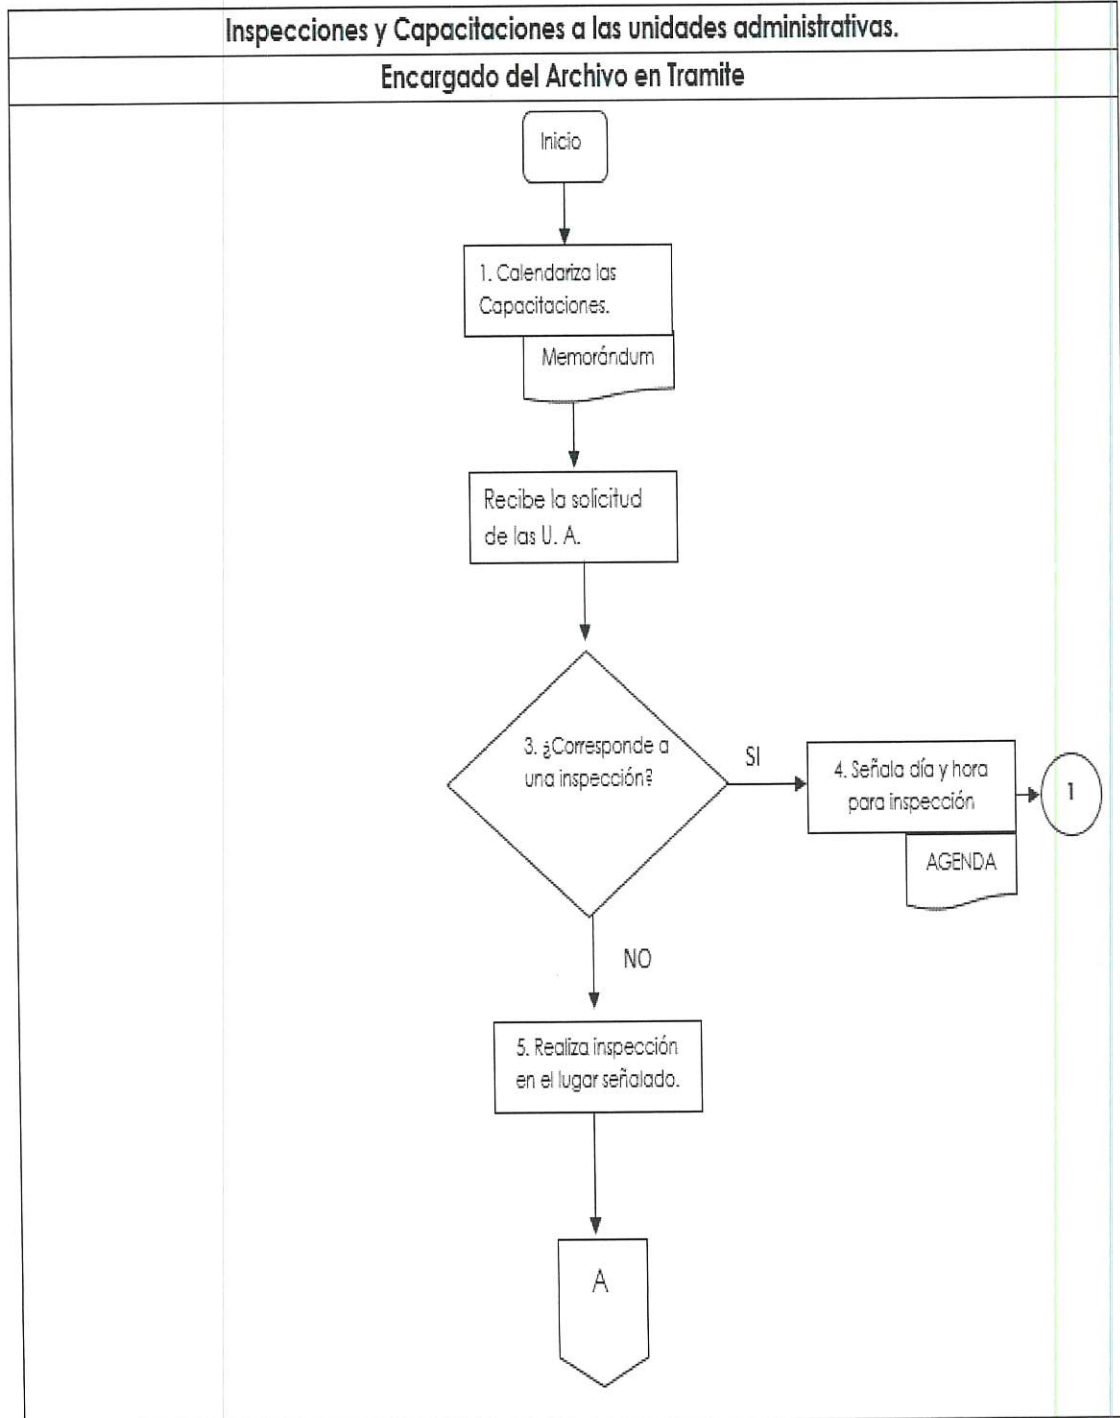 Inspecciones y Capacitaciones a las unidades administrativas.
Encargado del Archivo en Tramite
Inicio
1. Calendariza las
Capacitaciones.
Memorándum
Recibe la solicitud
de las U. A.
3. ¿Corresponde a
una inspección?
SI
4. Señala día y hora
para inspección
1
AGENDA
NO
5. Realiza inspección
en el lugar señalado.
A